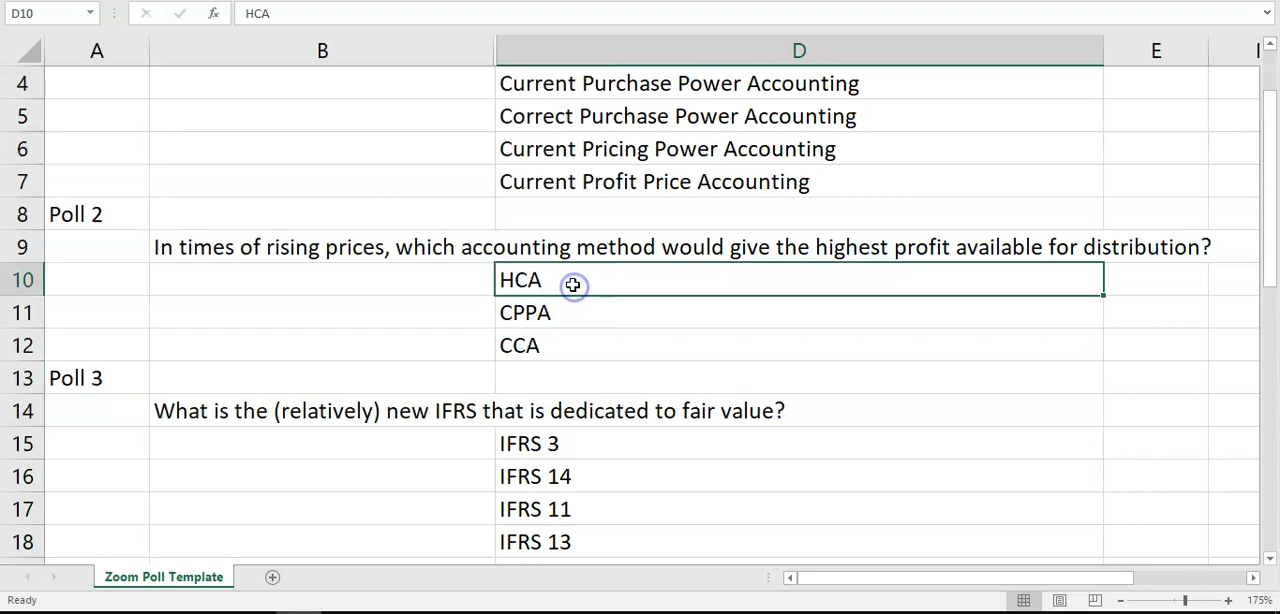 D10 fx HCA
A B D E
4 Current Purchase Power Accounting
5 Correct Purchase Power Accounting
6 Current Pricing Power Accounting
7 Current Profit Price Accounting
8 Poll 2
9 In times of rising prices, which accounting method would give the highest profit available for distribution?
10 HCA
11 CPPA
12 CCA
13 Poll 3
14 What is the (relatively) new IFRS that is dedicated to fair value?
15 IFRS 3
16 IFRS 14
17 IFRS 11
18 IFRS 13
Zoom Poll Template
Ready 175%